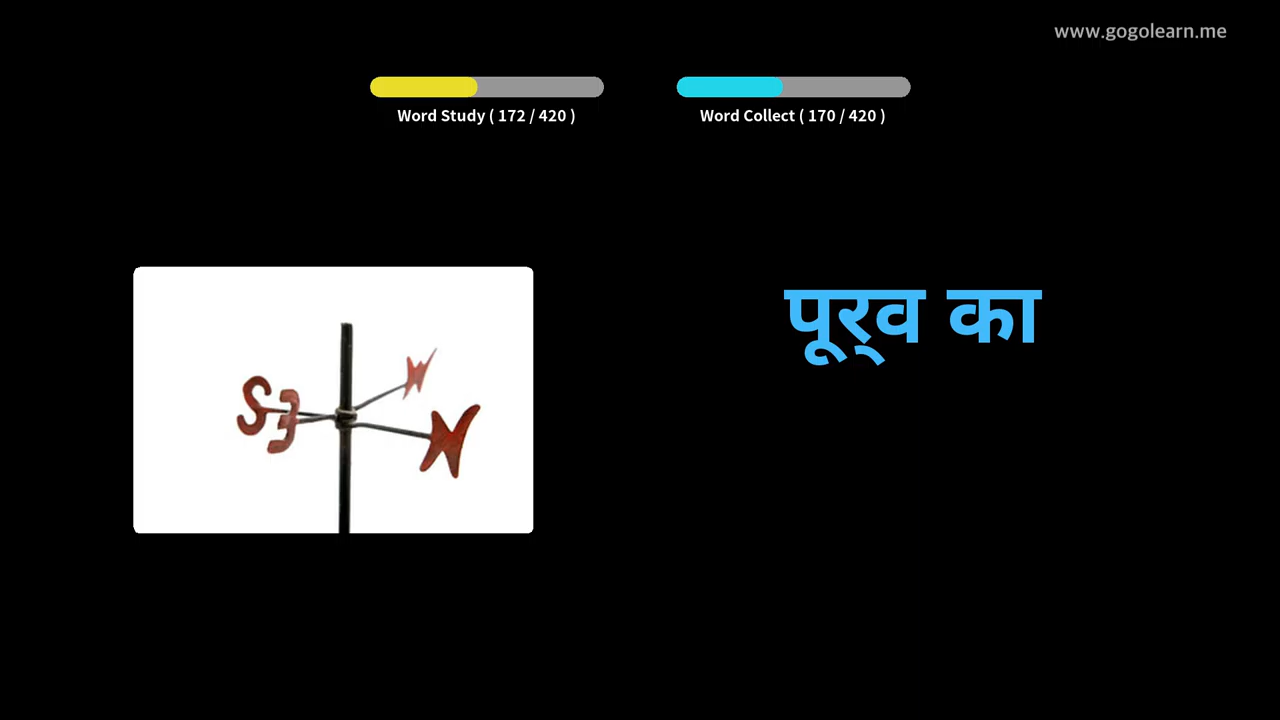 www.gogolearn.me
Word Study ( 172 / 420 )
Word Collect ( 170 / 420 )
पूर्व का
S E N W